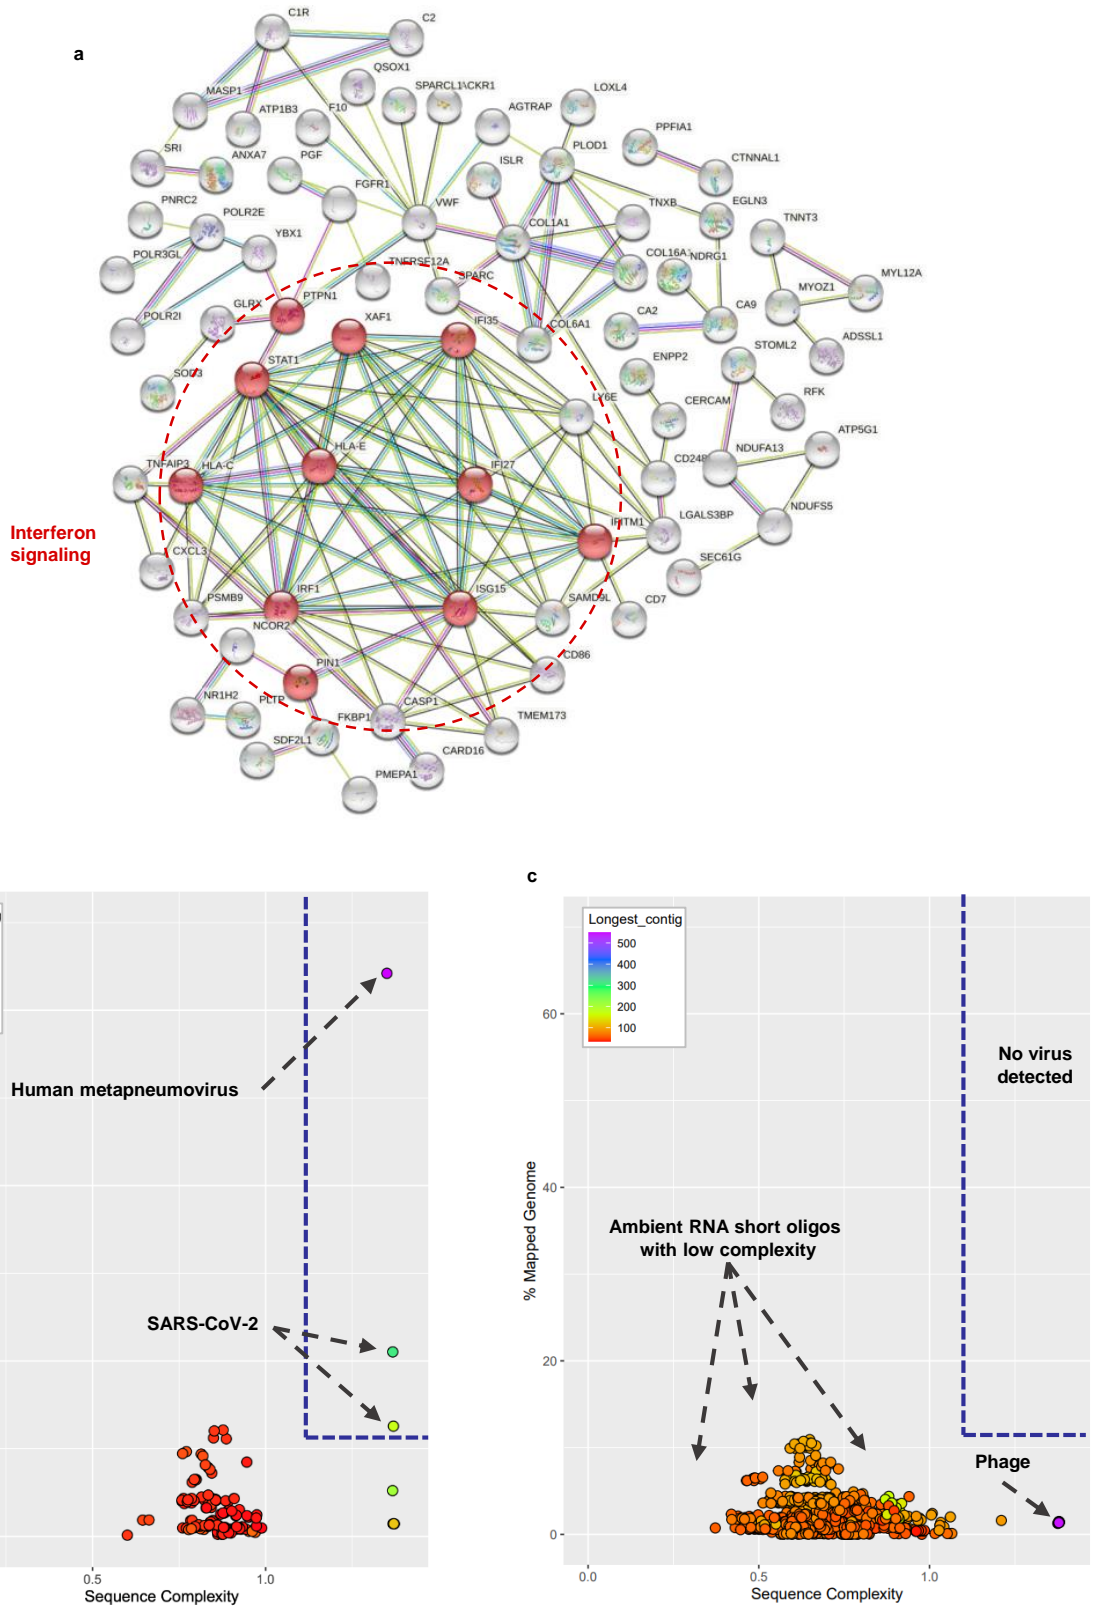 a
C1R
C2
QSOX1
MASP1
SPARCL1
ACKR1
LOXL4
ATP1B3
F10
AGTRAP
PPFIA1
SRI
ANXA7
PGF
PLOD1
CTNNAL1
ISLR
FGFR1
VWF
TNXB
EGLN3
PNRC2
POLR2E
COL1A1
TNNT3
YBX1
POLR3GL
TNFRSF12A
SPARC
COL16A1
NDRG1
MYL12A
PTPN1
GLRX
MYOZ1
POLR2I
XAF1
IFI35
COL6A1
CA2
CA9
ADSSL1
STAT1
STOML2
SOD3
ENPP2
LY6E
RFK
CERCAM
HLA-E
ATP5G1
TNFAIP3
HLA-C
IFI27
NDUFA13
IFITM1
LGALS3BP
NDUFS5
Interferon
signaling
CXCL3
SEC61G
IRF1
ISG15
PSMB9
SAMD9L
CD7
NCOR2
CD86
PIN1
NR1H2
PLTP
CASP1
TMEM173
SDF2L1
CARD16
PMEPA1
Human metapneumovirus
SARS-CoV-2
0.5
1.0
Sequence Complexity
c
Longest_contig
500
400
300
200
100
60
40
20
0
% Mapped Genome
No virus
detected
Ambient RNA short oligos
with low complexity
Phage
0.0
0.5
1.0
Sequence Complexity